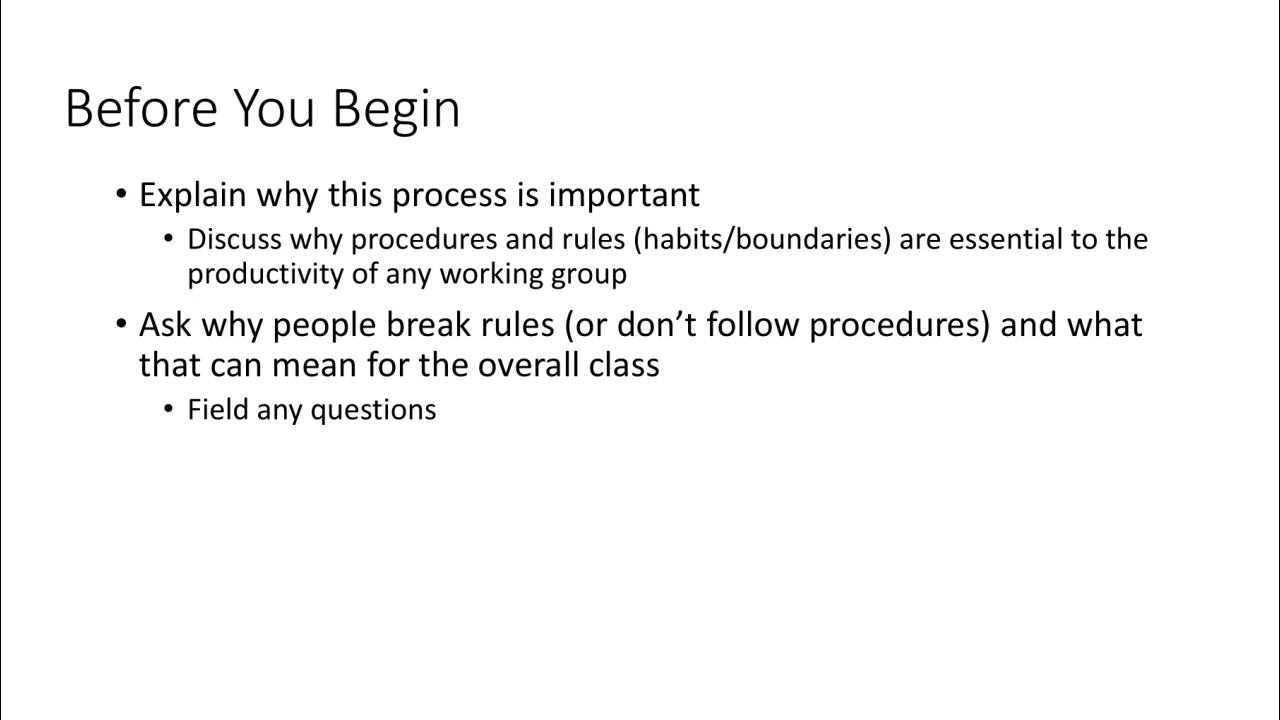 Before You Begin
• Explain why this process is important
• Discuss why procedures and rules (habits/boundaries) are essential to the
productivity of any working group
• Ask why people break rules (or don’t follow procedures) and what
that can mean for the overall class
• Field any questions